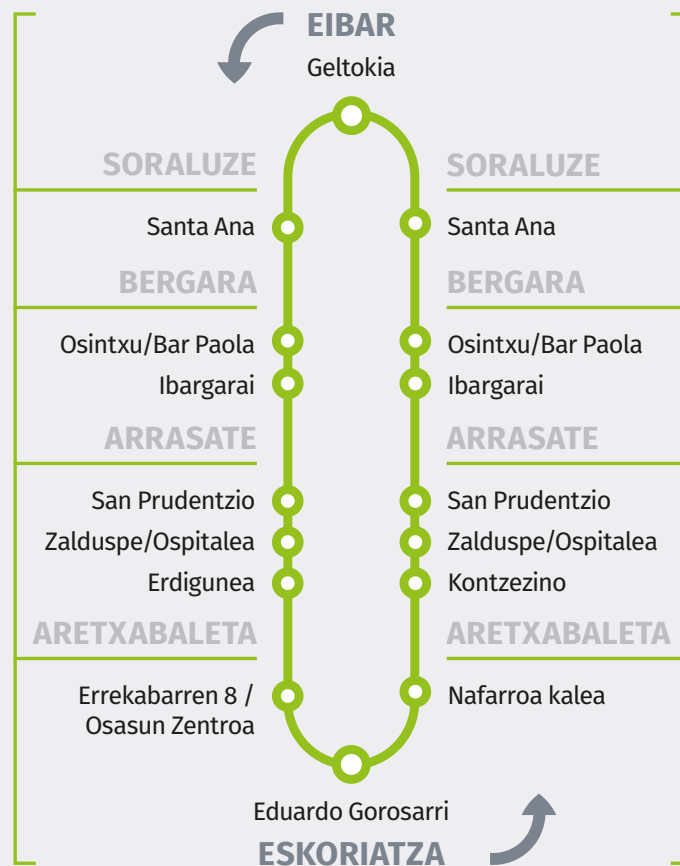 EIBAR
Geltokia
SORALUZE
Santa Ana
BERGARA
Osintxu/Bar Paola
Ibargarai
ARRASATE
San Prudentzio
Zalduspe/Ospitalea
Erdigunea
ARETXABALETA
Errekabarren 8 /
Osasun Zentroa
SORALUZE
Santa Ana
BERGARA
Osintxu/Bar Paola
Ibargarai
ARRASATE
San Prudentzio
Zalduspe/Ospitalea
Kontzezino
ARETXABALETA
Nafarroa kalea
Eduardo Gorosarri
ESKORIATZA